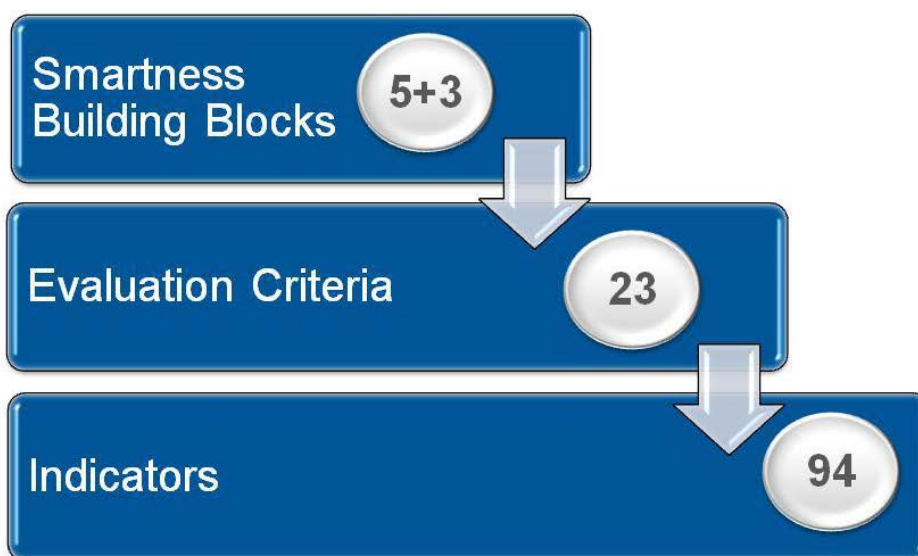 Smartness
Building Blocks
5+3
Evaluation Criteria
23
Indicators
94